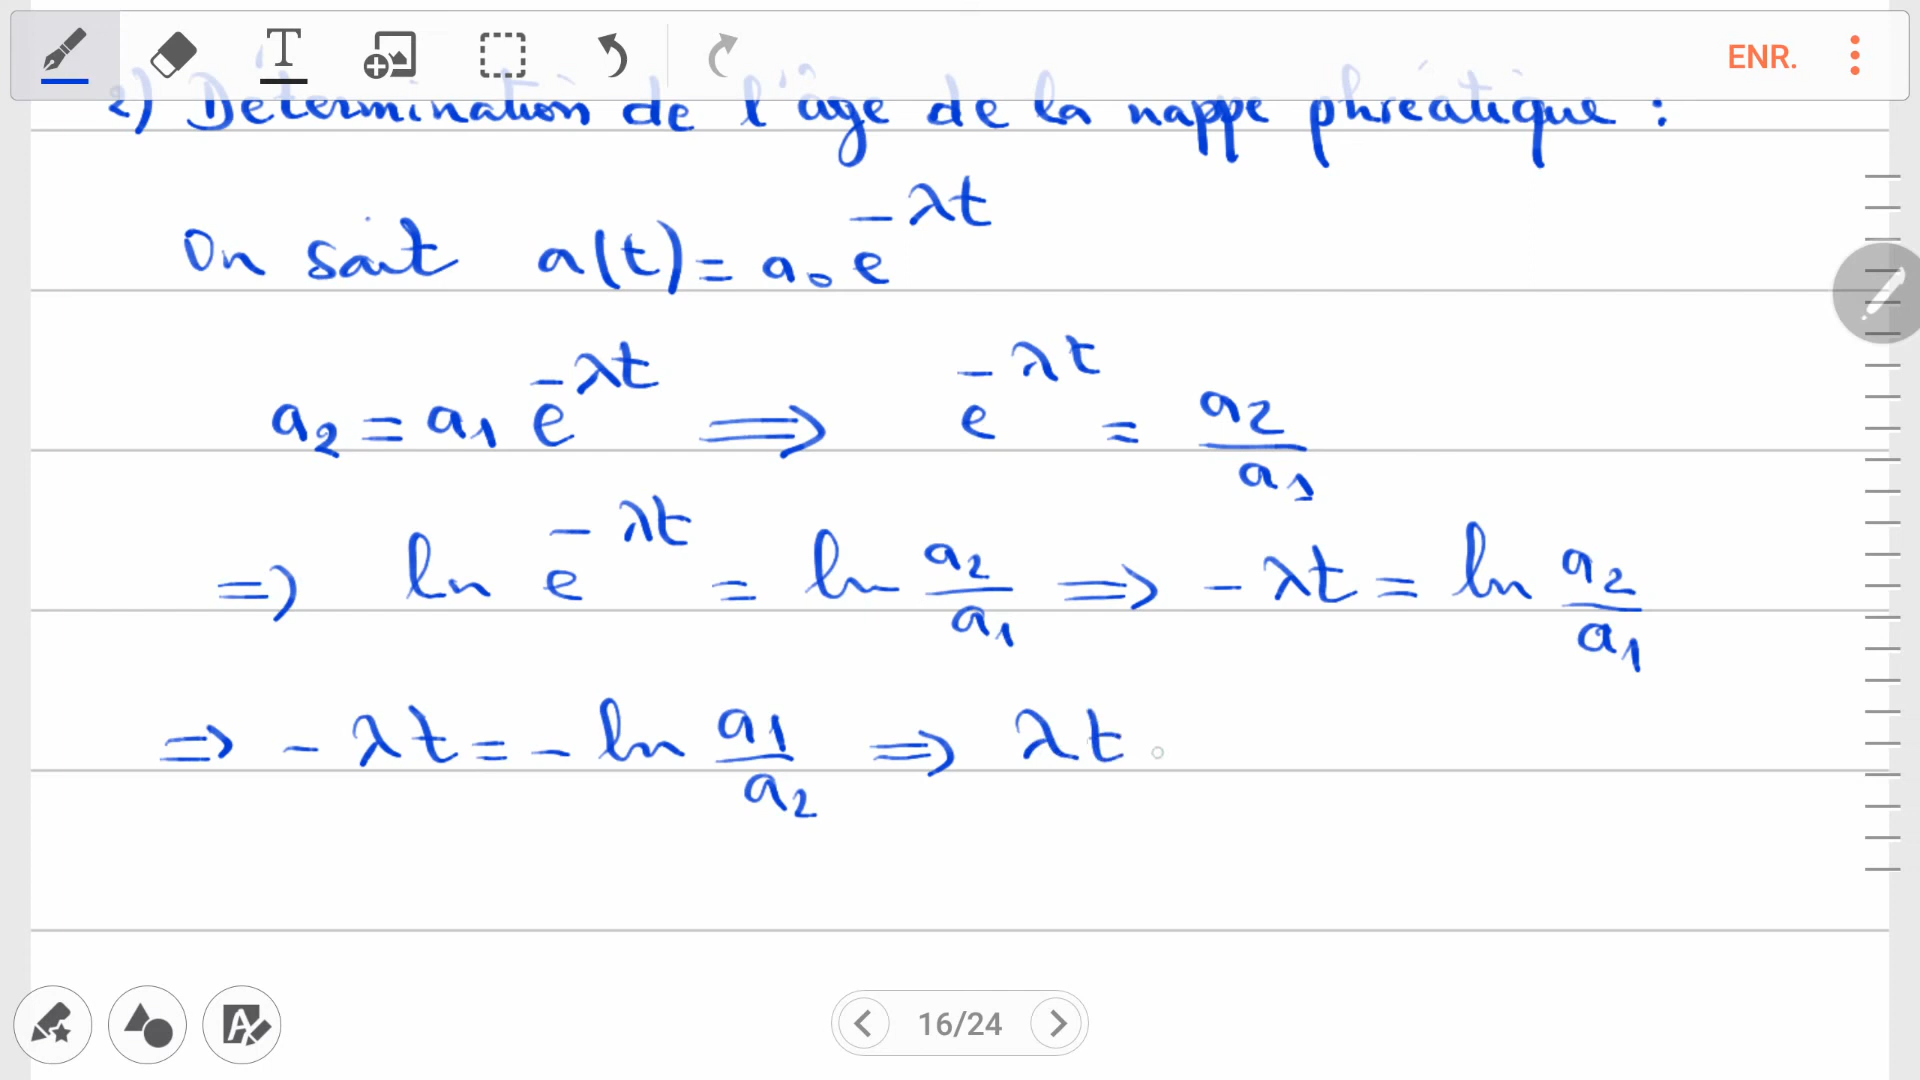 T
ENR.
2) Détermination de l'âge de la nappe phréatique :
On sait a(t) = a₀ e^{-λt}
a₂ = a₁ e^{-λt} ⟹ e^{-λt} = a₂/a₁
⟹ ln e^{-λt} = ln a₂/a₁ ⟹ - λt = ln a₂/a₁
⟹ - λt = - ln a₁/a₂ ⟹ λt
16/24